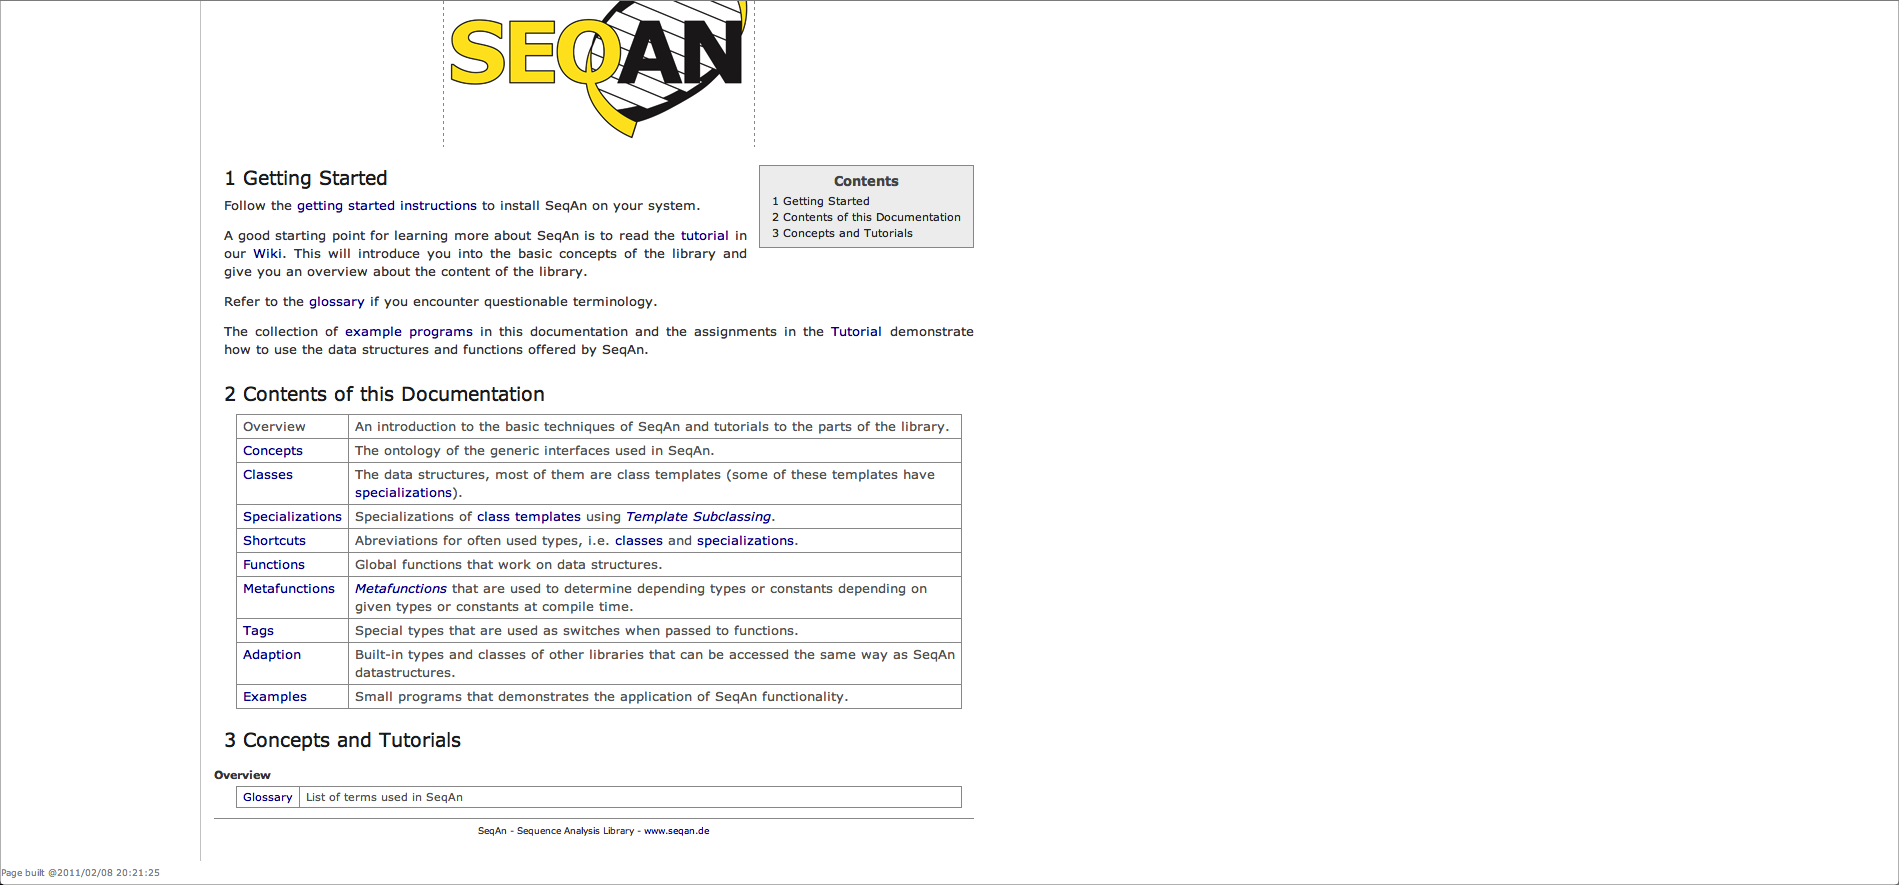 SEQAN
1 Getting Started
Follow the getting started instructions to install SeqAn on your system.
A good starting point for learning more about SeqAn is to read the tutorial in
our Wiki. This will introduce you into the basic concepts of the library and
give you an overview about the content of the library.
Contents
1 Getting Started
2 Contents of this Documentation
3 Concepts and Tutorials
Refer to the glossary if you encounter questionable terminology.
The collection of example programs in this documentation and the assignments in the Tutorial demonstrate
how to use the data structures and functions offered by SeqAn.
2 Contents of this Documentation
Overview An introduction to the basic techniques of SeqAn and tutorials to the parts of the library.
Concepts The ontology of the generic interfaces used in SeqAn.
Classes The data structures, most of them are class templates (some of these templates have
specializations).
Specializations Specializations of class templates using Template Subclassing.
Shortcuts Abreviations for often used types, i.e. classes and specializations.
Functions Global functions that work on data structures.
Metafunctions Metafunctions that are used to determine depending types or constants depending on
given types or constants at compile time.
Tags Special types that are used as switches when passed to functions.
Adaption Built-in types and classes of other libraries that can be accessed the same way as SeqAn
datastructures.
Examples Small programs that demonstrates the application of SeqAn functionality.
3 Concepts and Tutorials
Overview
Glossary List of terms used in SeqAn
SeqAn - Sequence Analysis Library - www.seqan.de
Page built @2011/02/08 20:21:25